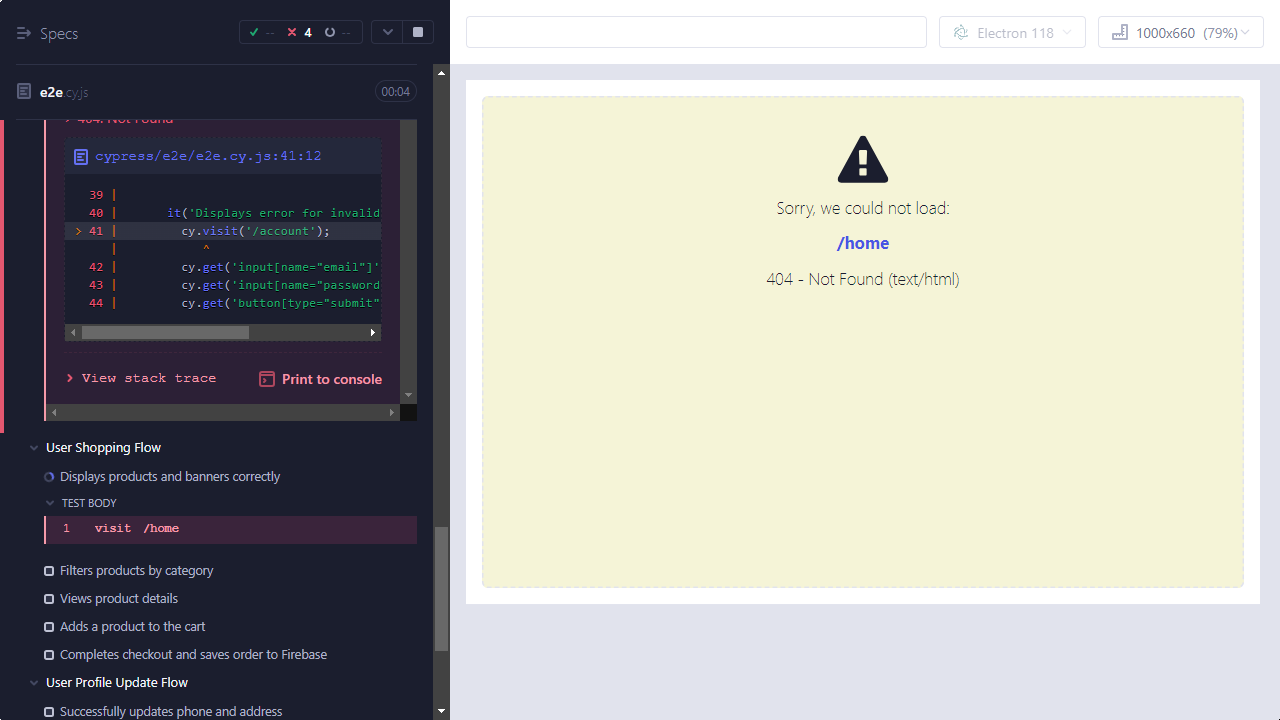 Specs
-- 4 --
Electron 118
1000x660 (79%)
e2e.cy.js
00:04
> 404: Not Found
cypress/e2e/e2e.cy.js:41:12
39 |
40 | it('Displays error for invalid
> 41 | cy.visit('/account');
| ^
42 | cy.get('input[name="email"]'
43 | cy.get('input[name="password
44 | cy.get('button[type="submit"
> View stack trace
Print to console
User Shopping Flow
Displays products and banners correctly
TEST BODY
1 visit /home
Filters products by category
Views product details
Adds a product to the cart
Completes checkout and saves order to Firebase
User Profile Update Flow
Successfully updates phone and address
Sorry, we could not load:
/home
404 - Not Found (text/html)